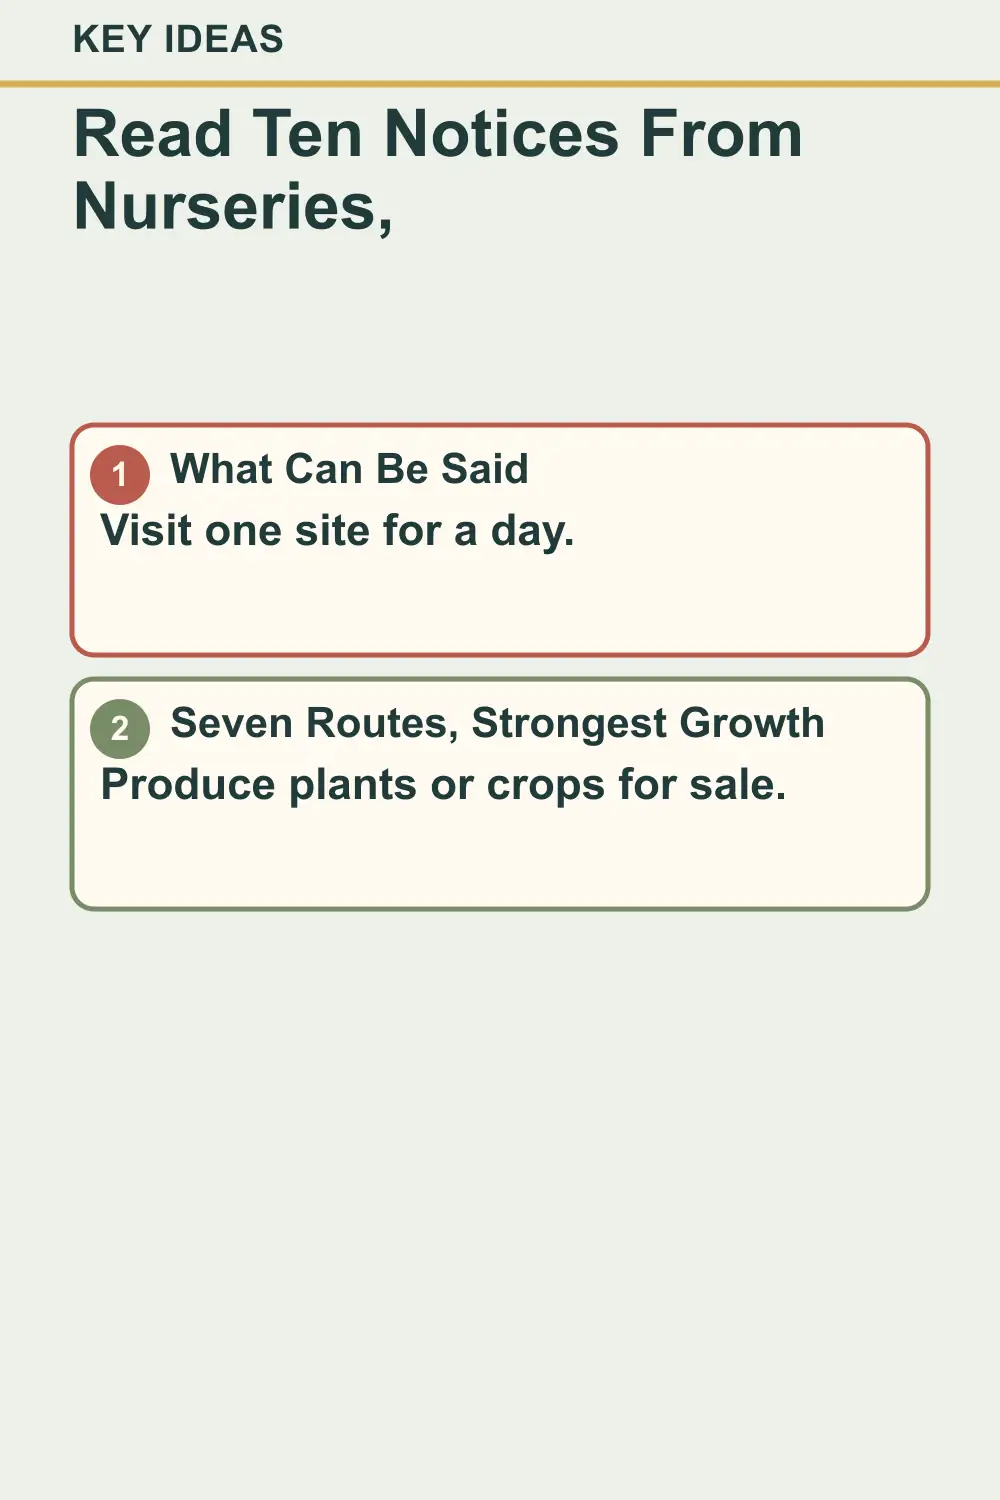 KEY IDEAS
Read Ten Notices From
Nurseries,
1 What Can Be Said
Visit one site for a day.
2 Seven Routes, Strongest Growth
Produce plants or crops for sale.